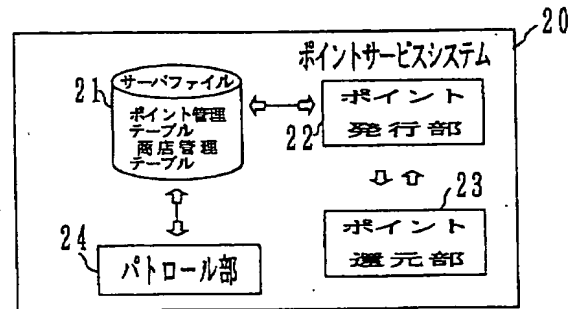 20
ポイントサービスシステム
21
サーバファイル
ポイント管理
テーブル
商店管理
テーブル
22
ポイント
発行部
23
ポイント
還元部
24
パトロール部